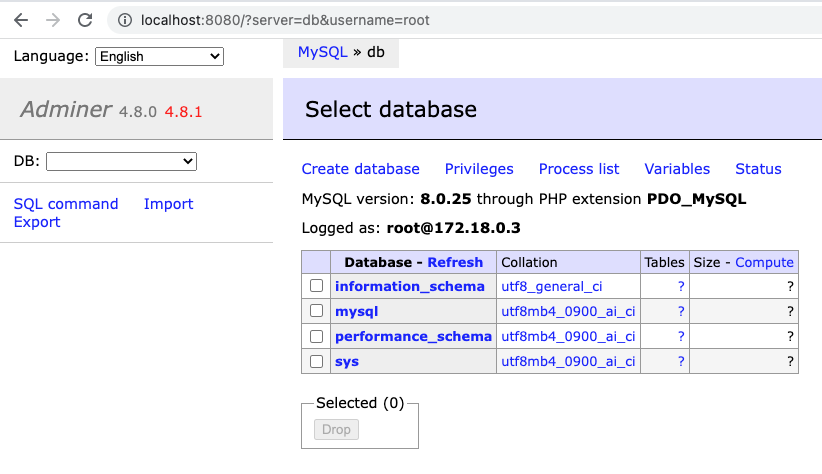 localhost:8080/?server=db&username=root
Language: English
MySQL » db
Adminer 4.8.0 4.8.1
Select database
DB:
SQL command Import
Export
Create database Privileges Process list Variables Status
MySQL version: 8.0.25 through PHP extension PDO_MySQL
Logged as: root@172.18.0.3
Database - Refresh Collation Tables Size - Compute
information_schema utf8_general_ci ? ?
mysql utf8mb4_0900_ai_ci ? ?
performance_schema utf8mb4_0900_ai_ci ? ?
sys utf8mb4_0900_ai_ci ? ?
Selected (0)
Drop